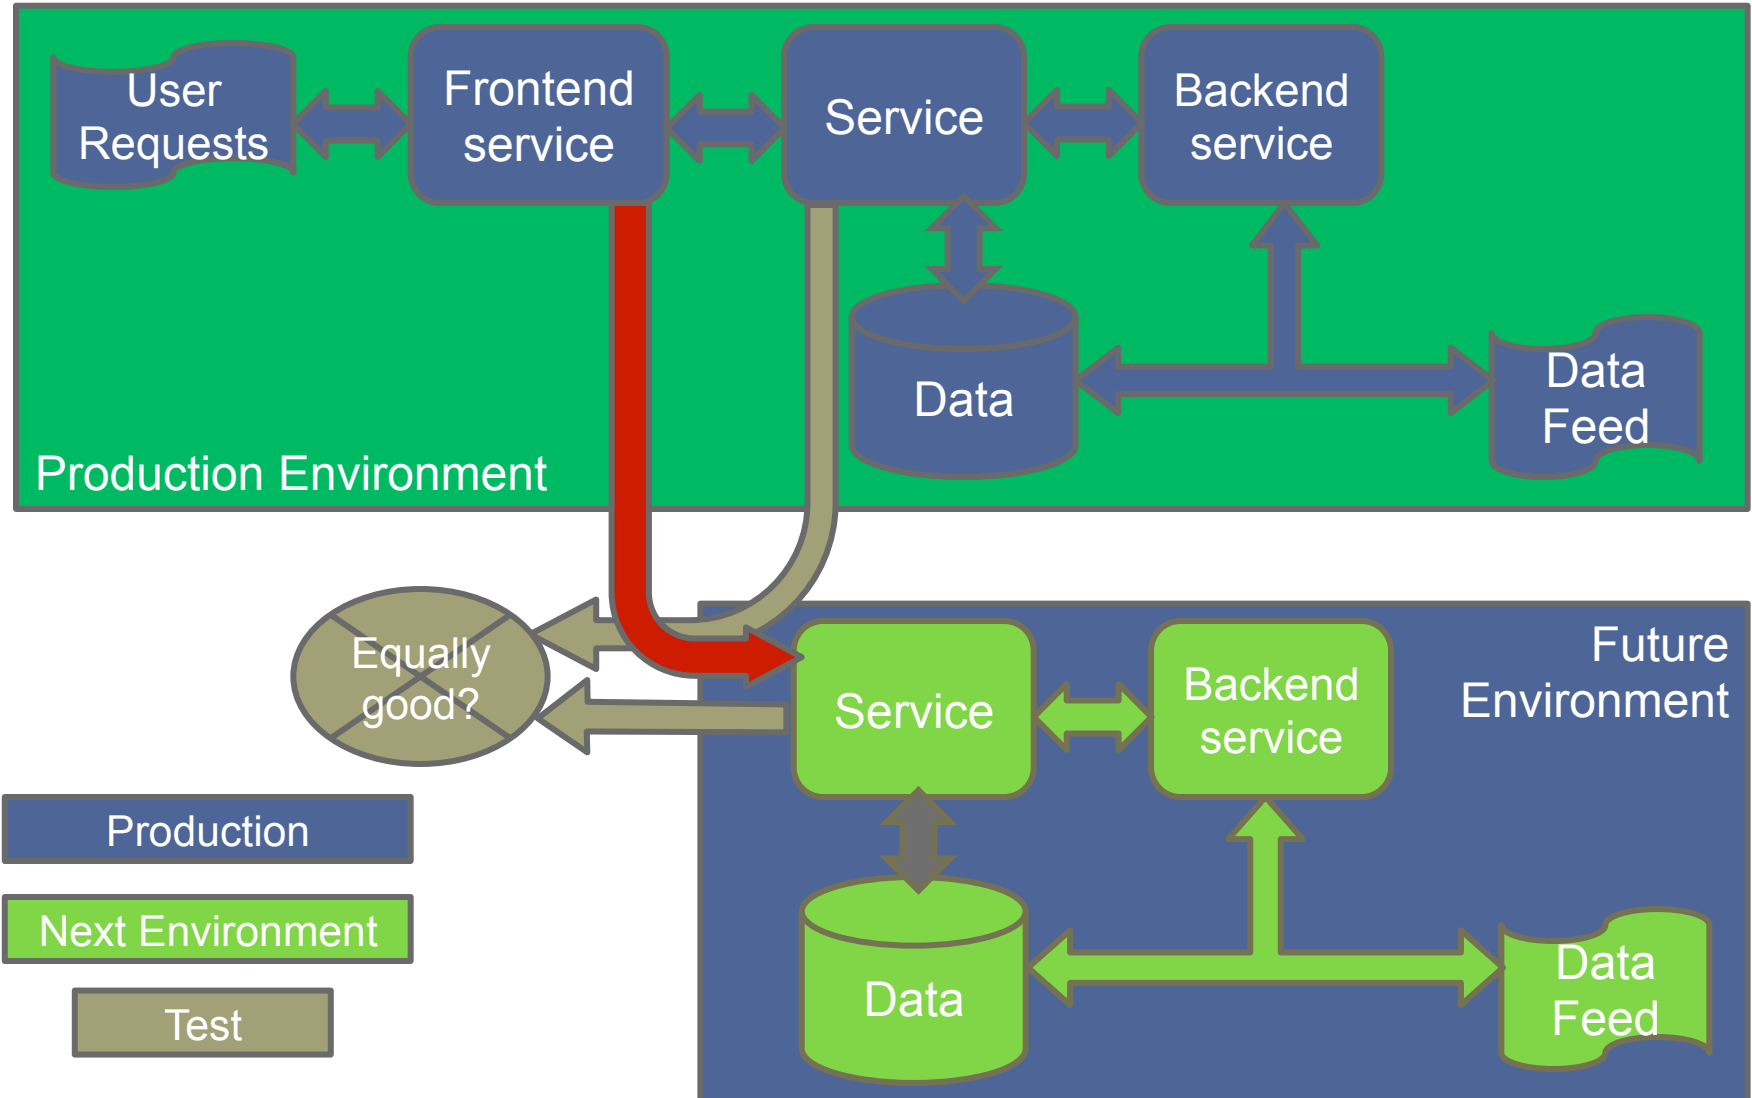 User
Requests
Frontend
service
Service
Backend
service
Data
Data
Feed
Production Environment
Equally
good?
Service
Backend
service
Future
Environment
Data
Data
Feed
Production
Next Environment
Test